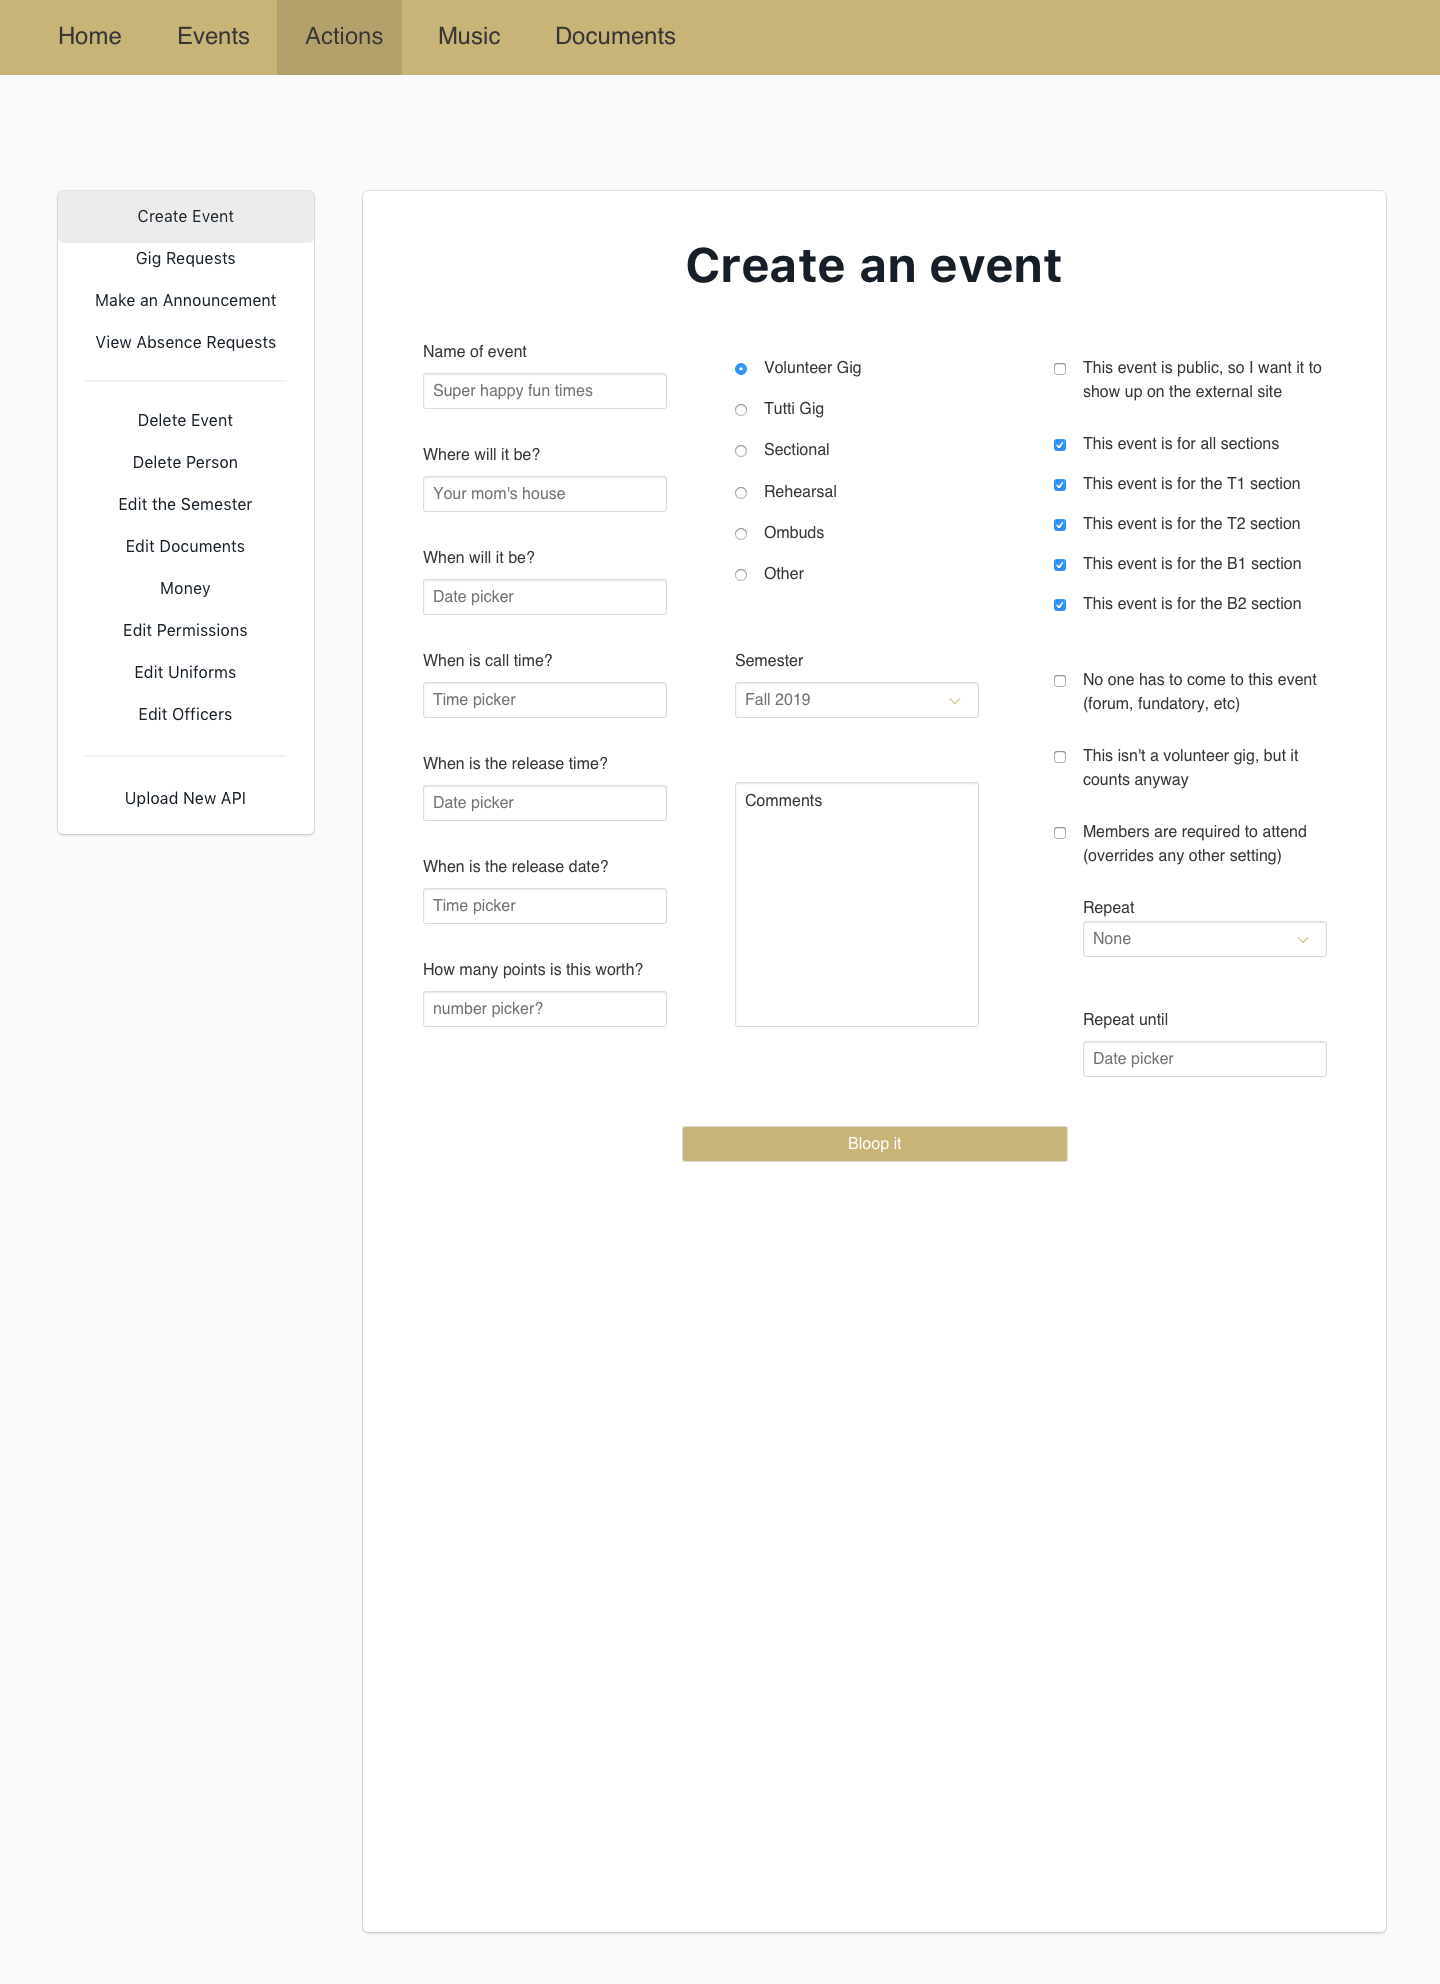 Home
Events
Actions
Music
Documents
Create Event
Gig Requests
Make an Announcement
View Absence Requests
Delete Event
Delete Person
Edit the Semester
Edit Documents
Money
Edit Permissions
Edit Uniforms
Edit Officers
Upload New API
Create an event
Name of event
Super happy fun times
Where will it be?
Your mom's house
When will it be?
Date picker
When is call time?
Time picker
When is the release time?
Date picker
When is the release date?
Time picker
How many points is this worth?
number picker?
Volunteer Gig
Tutti Gig
Sectional
Rehearsal
Ombuds
Other
Semester
Fall 2019
Comments
This event is public, so I want it to
show up on the external site
This event is for all sections
This event is for the T1 section
This event is for the T2 section
This event is for the B1 section
This event is for the B2 section
No one has to come to this event
(forum, fundatory, etc)
This isn't a volunteer gig, but it
counts anyway
Members are required to attend
(overrides any other setting)
Repeat
None
Repeat until
Date picker
Bloop it